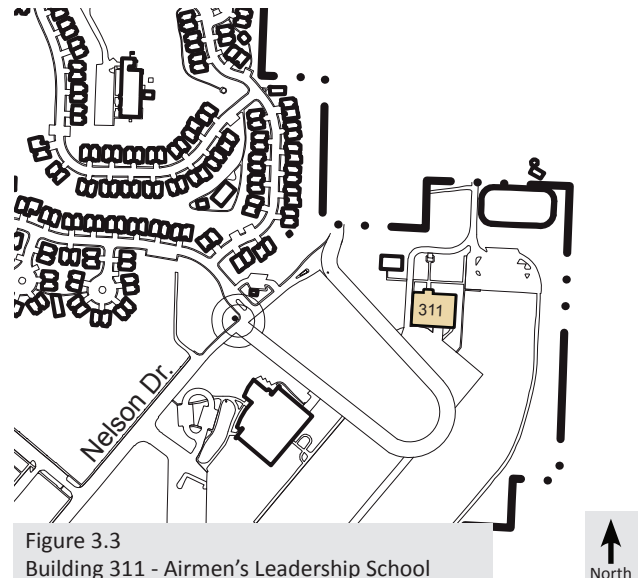 311
Nelson Dr.
Figure 3.3
Building 311 - Airmen’s Leadership School
North